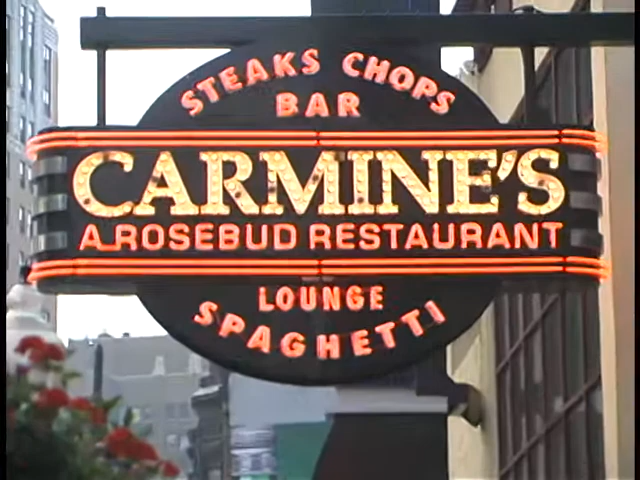 STEAKS CHOPS
BAR
CARMINE'S
A ROSEBUD RESTAURANT
LOUNGE
SPAGHETTI